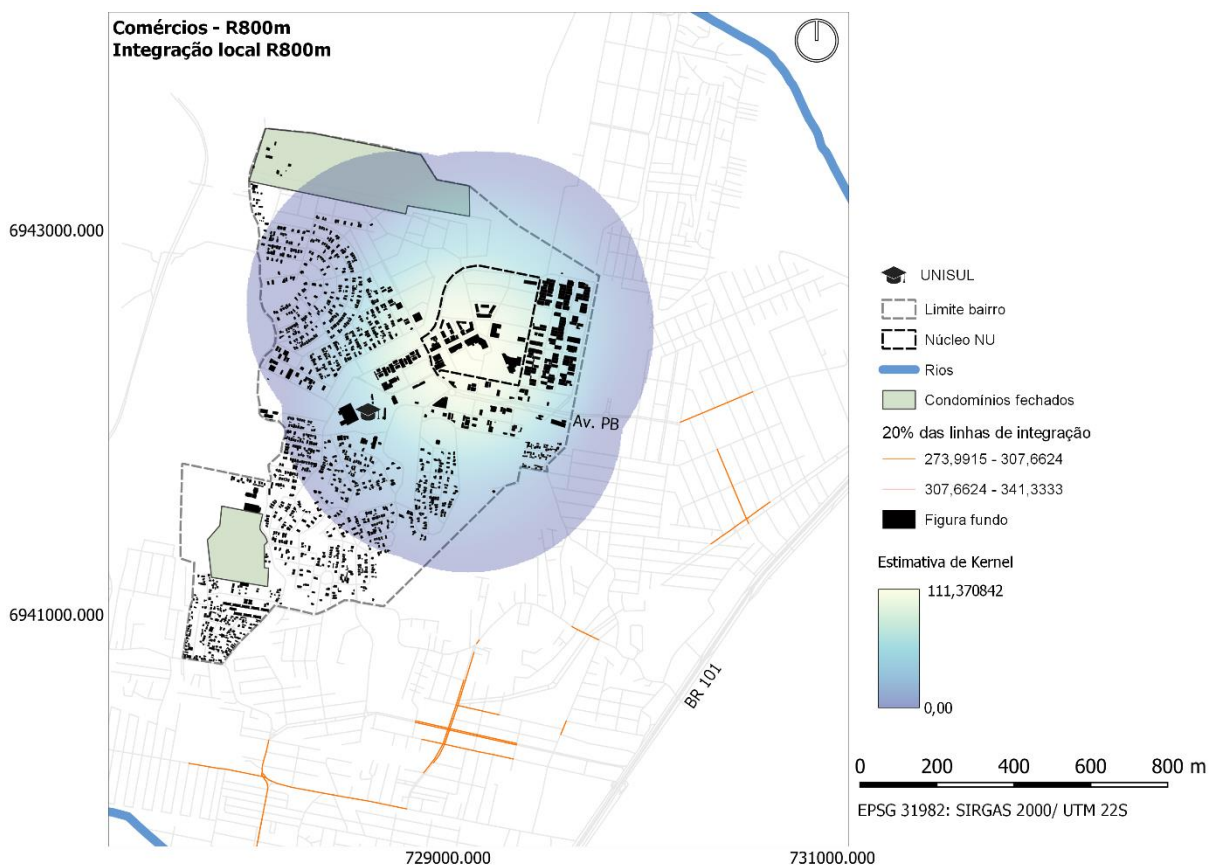 Comércios - R800m
Integração local R800m
6943000.000
6941000.000
729000.000
731000.000
Av. PB
BR 101
UNISUL
Limite bairro
Núcleo NU
Rios
Condomínios fechados
20% das linhas de integração
273,9915 - 307,6624
307,6624 - 341,3333
Figura fundo
Estimativa de Kernel
111,370842
0,00
0 200 400 600 800 m
EPSG 31982: SIRGAS 2000/ UTM 22S